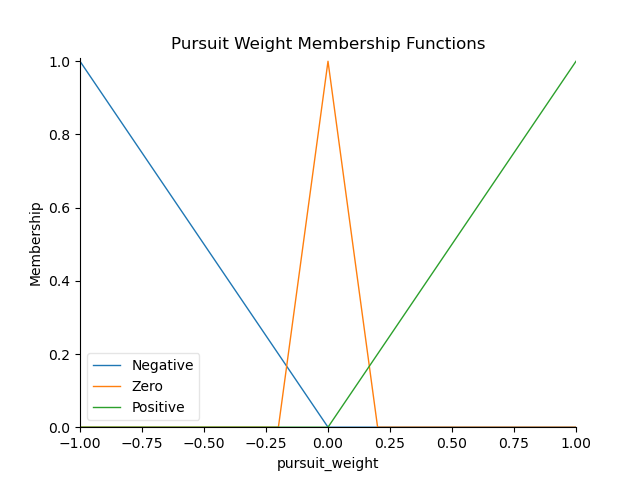 Pursuit Weight Membership Functions
1.0
0.8
0.6
0.4
0.2
0.0
Membership
Negative
Zero
Positive
−1.00 −0.75 −0.50 −0.25 0.00 0.25 0.50 0.75 1.00
pursuit_weight